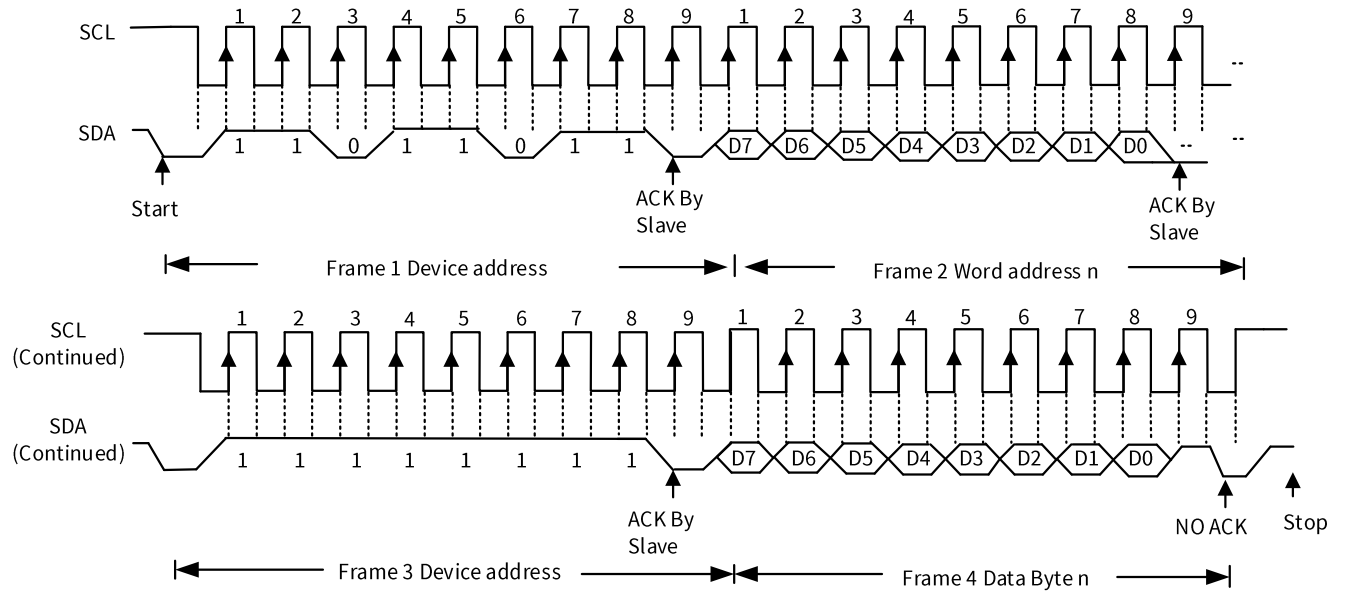 1 2 3 4 5 6 7 8 9 1 2 3 4 5 6 7 8 9
SCL
--
SDA
1 1 0 1 1 0 1 1 D7 D6 D5 D4 D3 D2 D1 D0 -- --
Start
ACK By
Slave
ACK By
Slave
Frame 1 Device address
Frame 2 Word address n
1 2 3 4 5 6 7 8 9 1 2 3 4 5 6 7 8 9
SCL
(Continued)
SDA
(Continued)
1 1 1 1 1 1 1 1 D7 D6 D5 D4 D3 D2 D1 D0
ACK By
Slave
NO ACK
Stop
Frame 3 Device address
Frame 4 Data Byte n